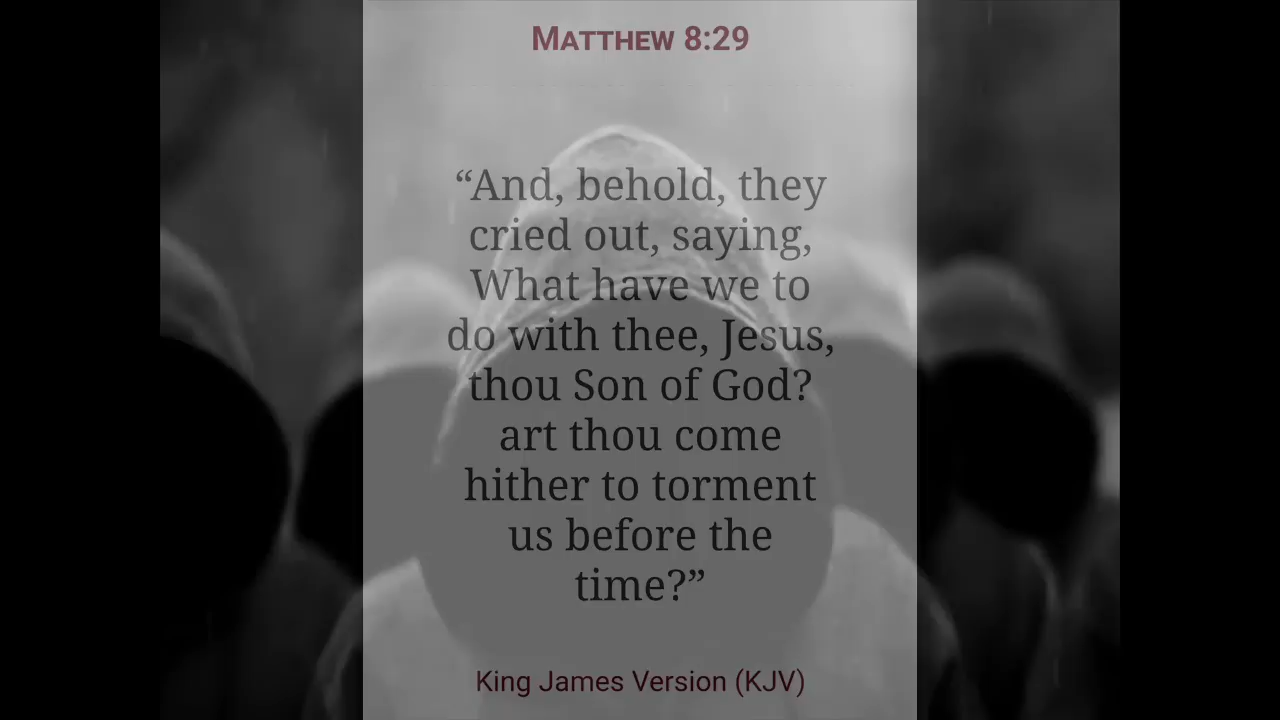 MATTHEW 8:29
“And, behold, they
cried out, saying,
What have we to
do with thee, Jesus,
thou Son of God?
art thou come
hither to torment
us before the
time?”
King James Version (KJV)